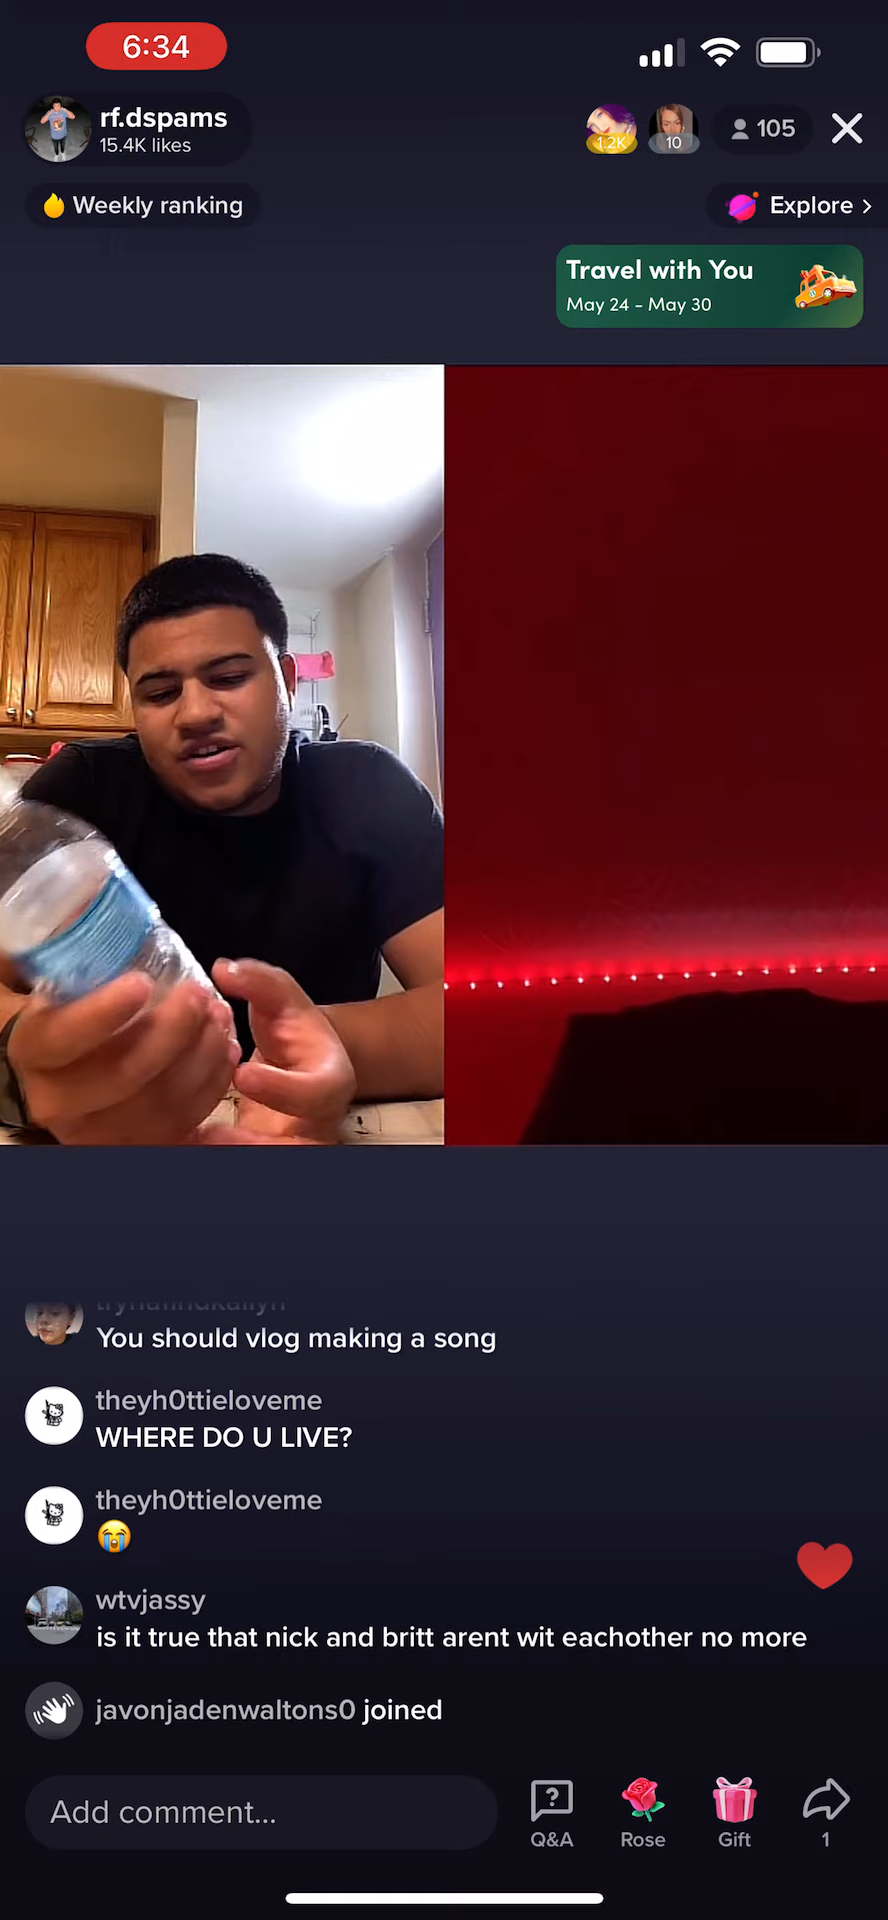 6:34
rf.dspams
15.4K likes
1.2K
10
105
Weekly ranking
Explore >
Travel with You
May 24 - May 30
You should vlog making a song
theyh0ttieloveme
WHERE DO U LIVE?
theyh0ttieloveme
😭
wtvjassy
is it true that nick and britt arent wit eachother no more
javonjadenwaltons0 joined
Add comment...
Q&A
Rose
Gift
1